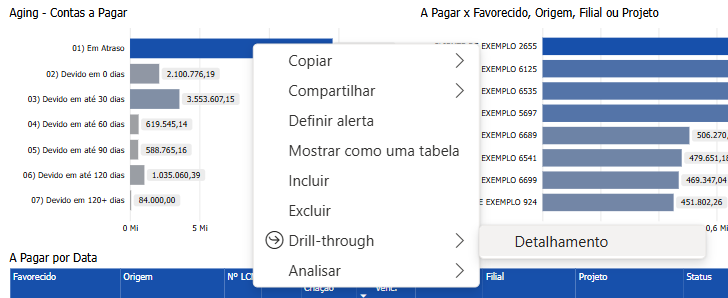 Aging - Contas a Pagar
01) Em Atraso
02) Devido em 0 dias
2.100.776,19
03) Devido em até 30 dias
3.553.607,15
04) Devido em até 60 dias
619.545,14
05) Devido em até 90 dias
588.765,16
06) Devido em até 120 dias
1.035.060,39
07) Devido em 120+ dias
84.000,00
0 Mi
5 Mi
Copiar
Compartilhar
Definir alerta
Mostrar como uma tabela
Incluir
Excluir
Drill-through
Analisar
Detalhamento
A Pagar x Favorecido, Origem, Filial ou Projeto
EXEMPLO 2655
EXEMPLO 6125
EXEMPLO 6535
EXEMPLO 5697
EXEMPLO 6689
506.270,
EXEMPLO 6541
479.651,18
EXEMPLO 6699
469.347,04
E EXEMPLO 924
451.802,26
0,6 M
A Pagar por Data
Favorecido
Origem
Nº LC
Criação
Venc.
Filial
Projeto
Status